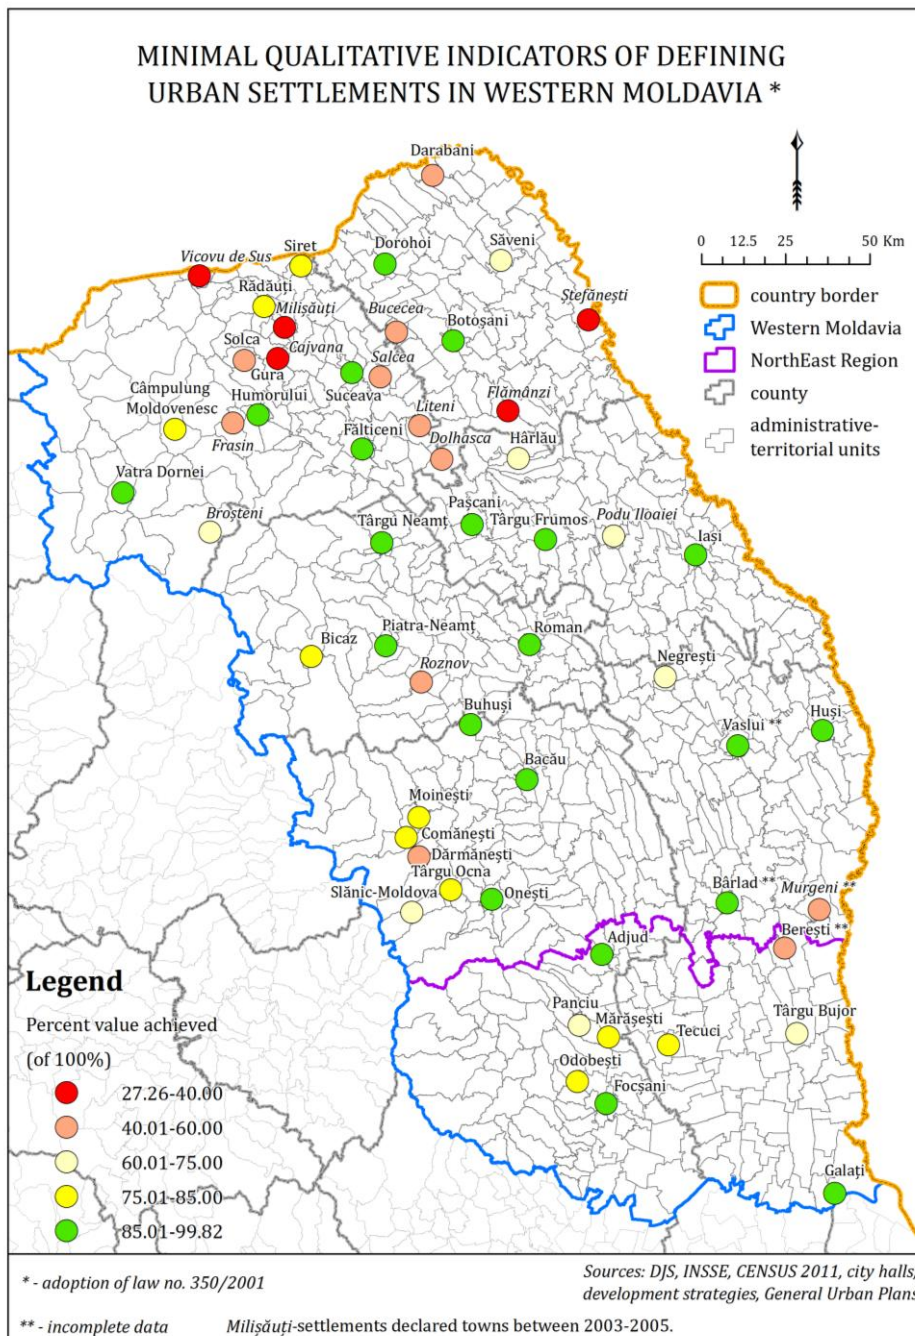 MINIMAL QUALITATIVE INDICATORS OF DEFINING
URBAN SETTLEMENTS IN WESTERN MOLDAVIA *
Darabani
Siret
Dorohoi
Săveni
0 12.5 25 50 Km
Vicovu de Sus
Rădăuți
Milișăuți
Bucecea
Botoșani
Ștefănești
country border
Western Moldavia
NorthEast Region
county
administrative-
territorial units
Solca
Cajvana
Salcea
Gura
Humorului
Suceava
Câmpulung
Moldovenesc
Liteni
Flămânzi
Frasin
Fălticeni
Dolhasca
Hârlău
Vatra Dornei
Broșteni
Târgu Neamț
Pașcani
Târgu Frumos
Podu Iloaiei
Iași
Bicaz
Piatra-Neamț
Roman
Roznov
Negrești
Buhuși
Vaslui **
Huși
Bacău
Moinești
Comănești
Dărmănești
Târgu Ocna
Slănic-Moldova
Onești
Bârlad **
Murgeni **
Adjud
Berești **
Panciu
Mărășești
Tecuci
Târgu Bujor
Odobești
Focșani
Galați
Legend
Percent value achieved
(of 100%)
27.26-40.00
40.01-60.00
60.01-75.00
75.01-85.00
85.01-99.82
* - adoption of law no. 350/2001
Sources: DJS, INSSE, CENSUS 2011, city halls,
development strategies, General Urban Plans
** - incomplete data Milișăuți-settlements declared towns between 2003-2005.